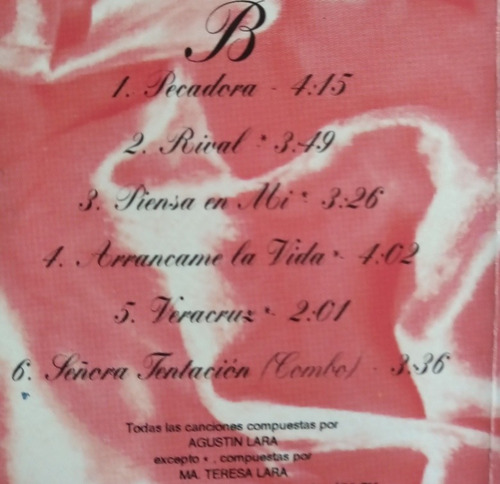 B
1. Pecadora - 4:15
2. Rival * 3:49
3. Piensa en Mi * 3:26
4. Arrancame la Vida *- 4:02
5. Veracruz *- 2:01
6. Señora Tentación (Combo) - 3:36
Todas las canciones compuestas por
AGUSTIN LARA
excepto * . compuestas por
MA. TERESA LARA